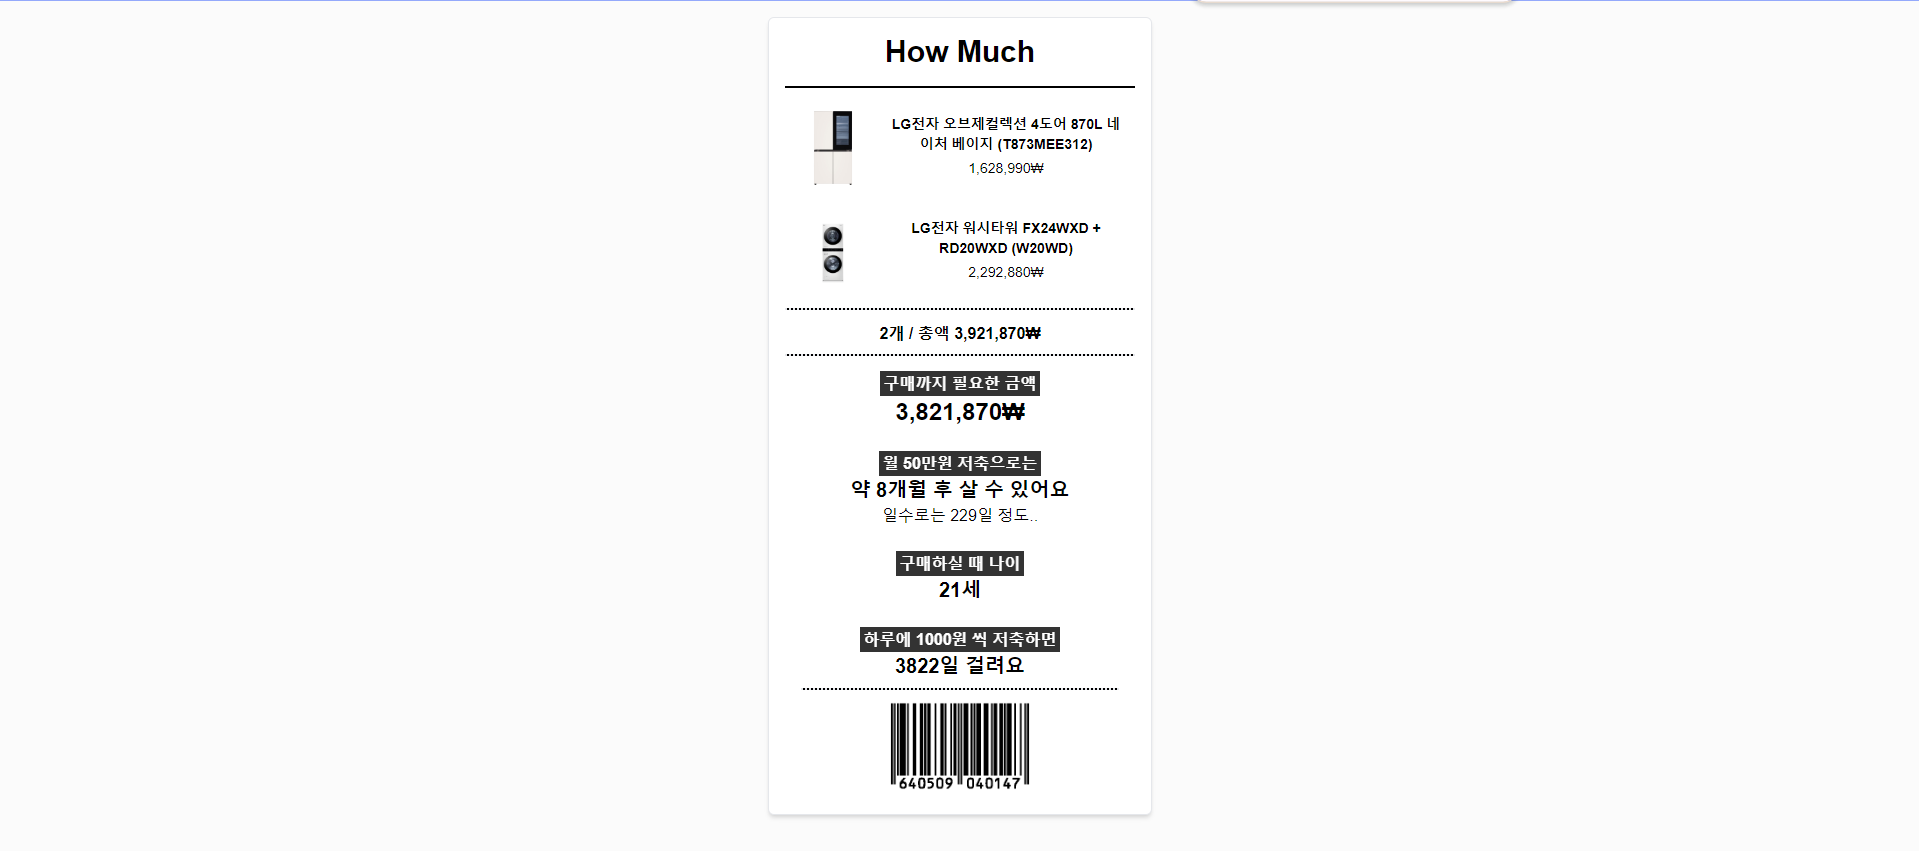 How Much
LG전자 오브제컬렉션 4도어 870L 네
이처 베이지 (T873MEE312)
1,628,990₩
LG전자 워시타워 FX24WXD +
RD20WXD (W20WD)
2,292,880₩
2개 / 총액 3,921,870₩
구매까지 필요한 금액
3,821,870₩
월 50만원 저축으로는
약 8개월 후 살 수 있어요
일수로는 229일 정도..
구매하실 때 나이
21세
하루에 1000원 씩 저축하면
3822일 걸려요
640509 040147